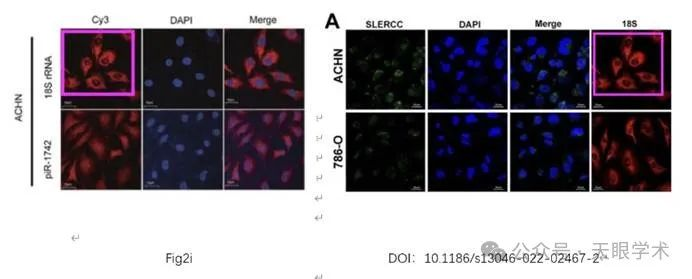 Cy3 DAPI Merge
ACHN
18S rRNA
piR-1742
Fig2i
A
SLERCC DAPI Merge 18S
ACHN
786-O
DOI: 10.1186/s13046-022-02467-2
公众号 · 天眼学术